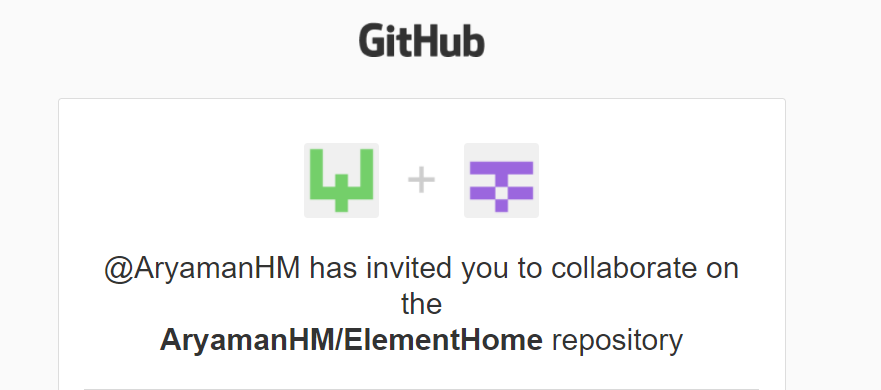 GitHub
@AryamanHM has invited you to collaborate on
the
AryamanHM/ElementHome repository